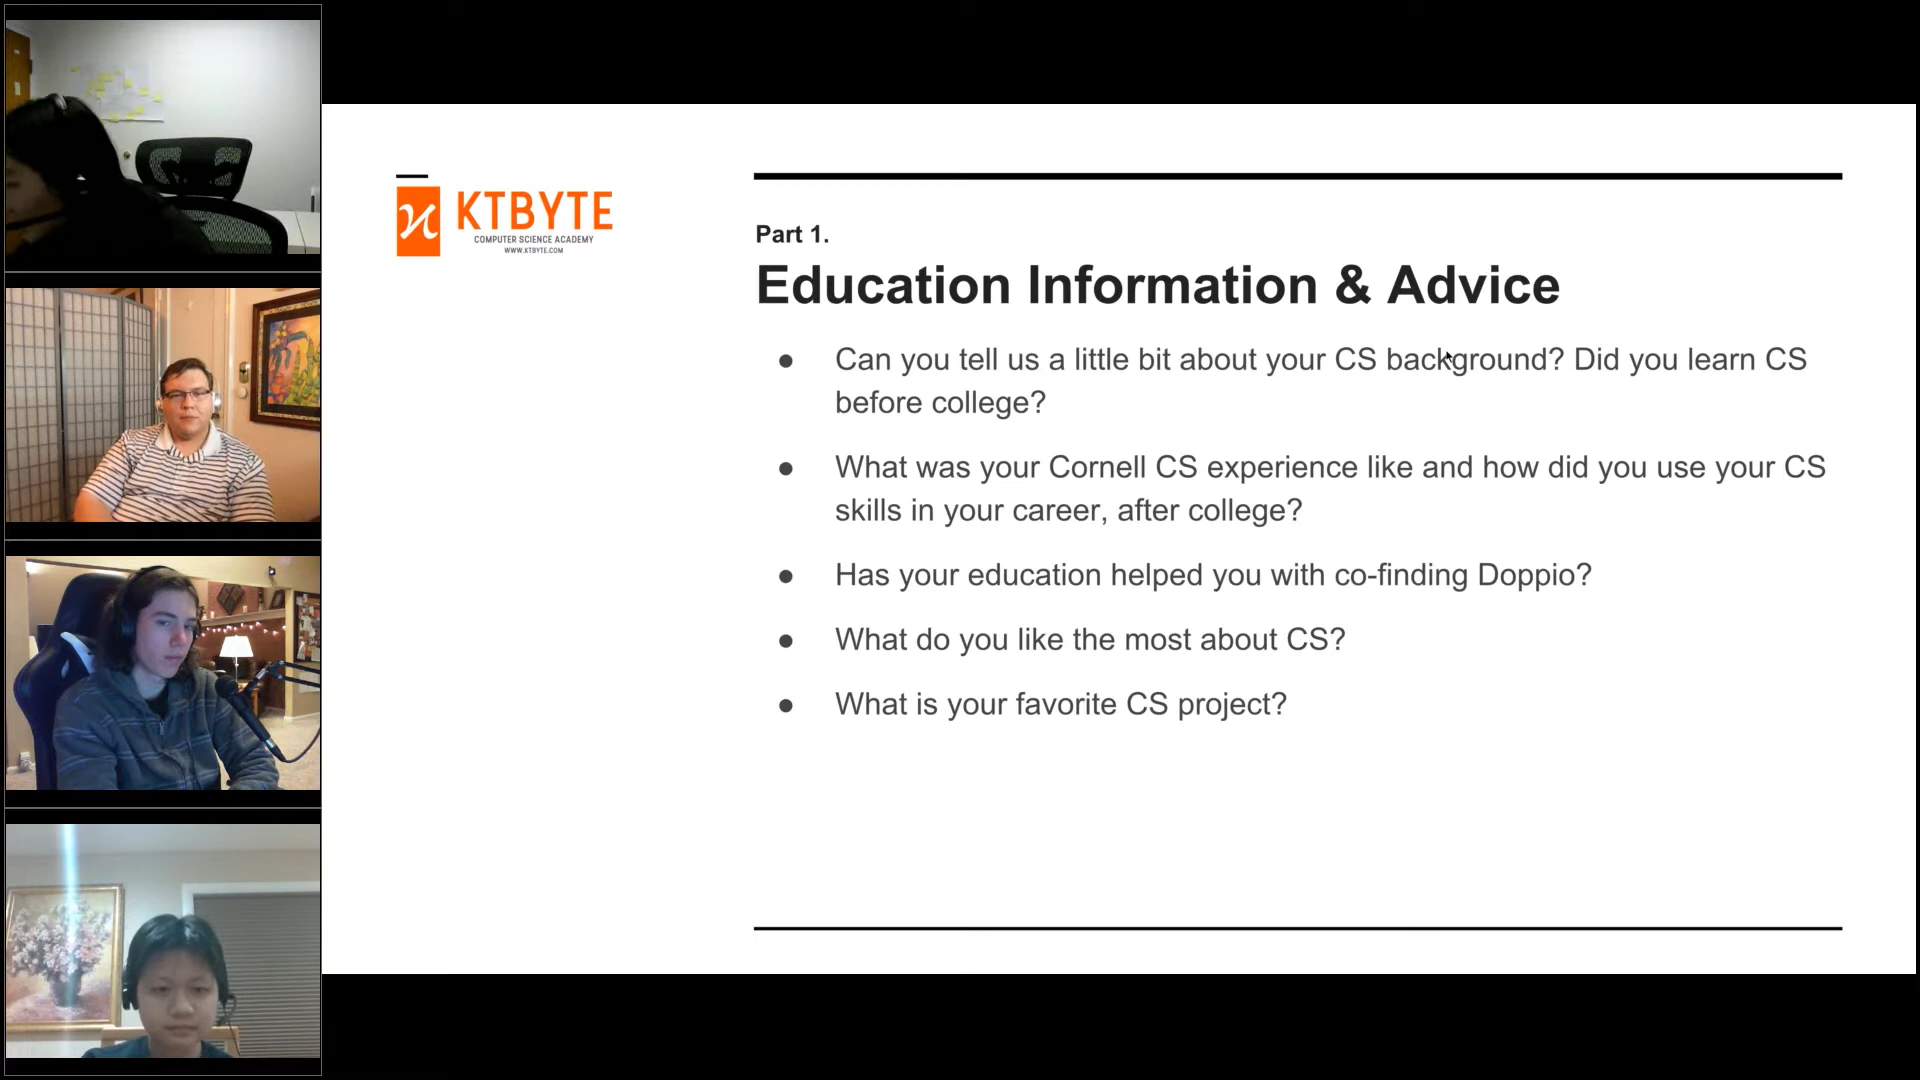 KTBYTE
COMPUTER SCIENCE ACADEMY
WWW.KTBYTE.COM
Part 1.
Education Information & Advice
● Can you tell us a little bit about your CS background? Did you learn CS
before college?
● What was your Cornell CS experience like and how did you use your CS
skills in your career, after college?
● Has your education helped you with co-finding Doppio?
● What do you like the most about CS?
● What is your favorite CS project?